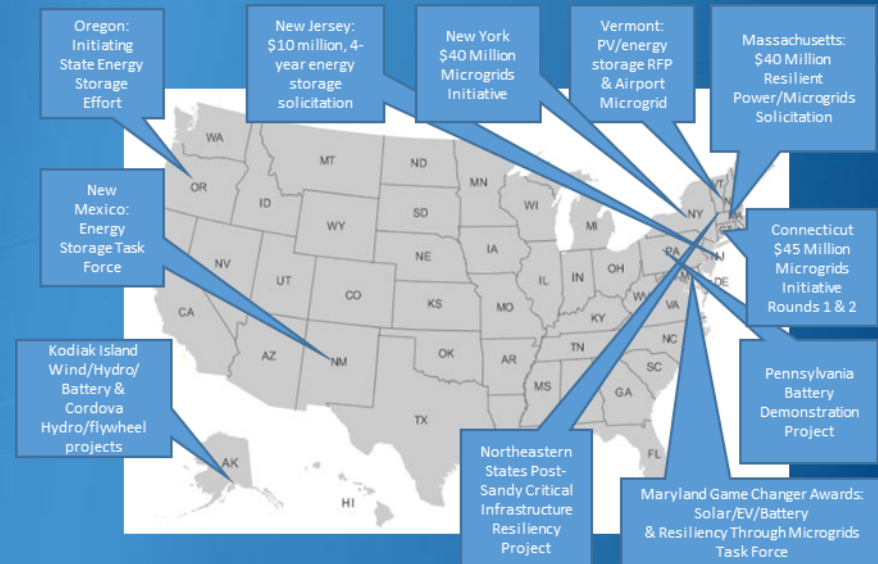 Oregon:
Initiating
State Energy
Storage
Effort
New Jersey:
$10 million, 4-
year energy
storage
solicitation
New York
$40 Million
Microgrids
Initiative
Vermont:
PV/energy
storage RFP
& Airport
Microgrid
Massachusetts:
$40 Million
Resilient
Power/Microgrids
Solicitation
New
Mexico:
Energy
Storage Task
Force
Connecticut
$45 Million
Microgrids
Initiative
Rounds 1 & 2
Kodiak Island
Wind/Hydro/
Battery &
Cordova
Hydro/flywheel
projects
Pennsylvania
Battery
Demonstration
Project
Northeastern
States Post-
Sandy Critical
Infrastructure
Resiliency
Project
Maryland Game Changer Awards:
Solar/EV/Battery
& Resiliency Through Microgrids
Task Force
WA
MT
ND
MN
OR
ID
WY
SD
WI
MI
NY
VT
NV
UT
CO
NE
IA
IL
IN
OH
PA
NJ
DE
CA
KS
MO
KY
VA
AZ
NM
OK
AR
TN
NC
SC
MS
GA
TX
FL
AK
HI